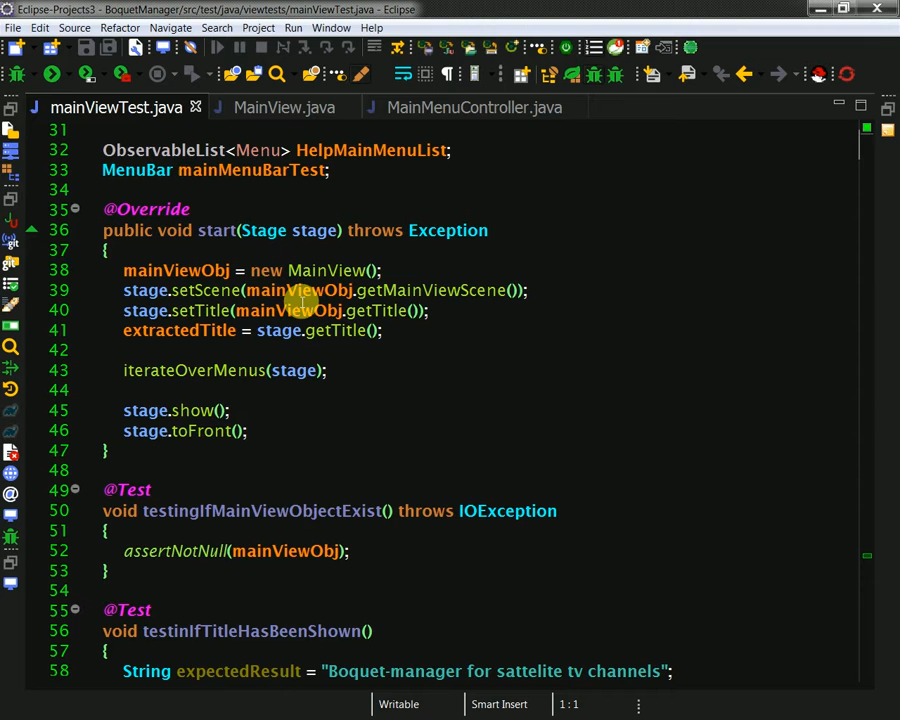 Eclipse-Projects3 - BoquetManager/src/test/java/viewtests/mainViewTest.java - Eclipse
File Edit Source Refactor Navigate Search Project Run Window Help
mainViewTest.java MainView.java MainMenuController.java
31
32 ObservableList<Menu> HelpMainMenuList;
33 MenuBar mainMenuBarTest;
34
35 @Override
36 public void start(Stage stage) throws Exception
37 {
38 mainViewObj = new MainView();
39 stage.setScene(mainViewObj.getMainViewScene());
40 stage.setTitle(mainViewObj.getTitle());
41 extractedTitle = stage.getTitle();
42
43 iterateOverMenus(stage);
44
45 stage.show();
46 stage.toFront();
47 }
48
49 @Test
50 void testingIfMainViewObjectExist() throws IOException
51 {
52 assertNotNull(mainViewObj);
53 }
54
55 @Test
56 void testinIfTitleHasBeenShown()
57 {
58 String expectedResult = "Boquet-manager for sattelite tv channels";
Writable Smart Insert 1 : 1